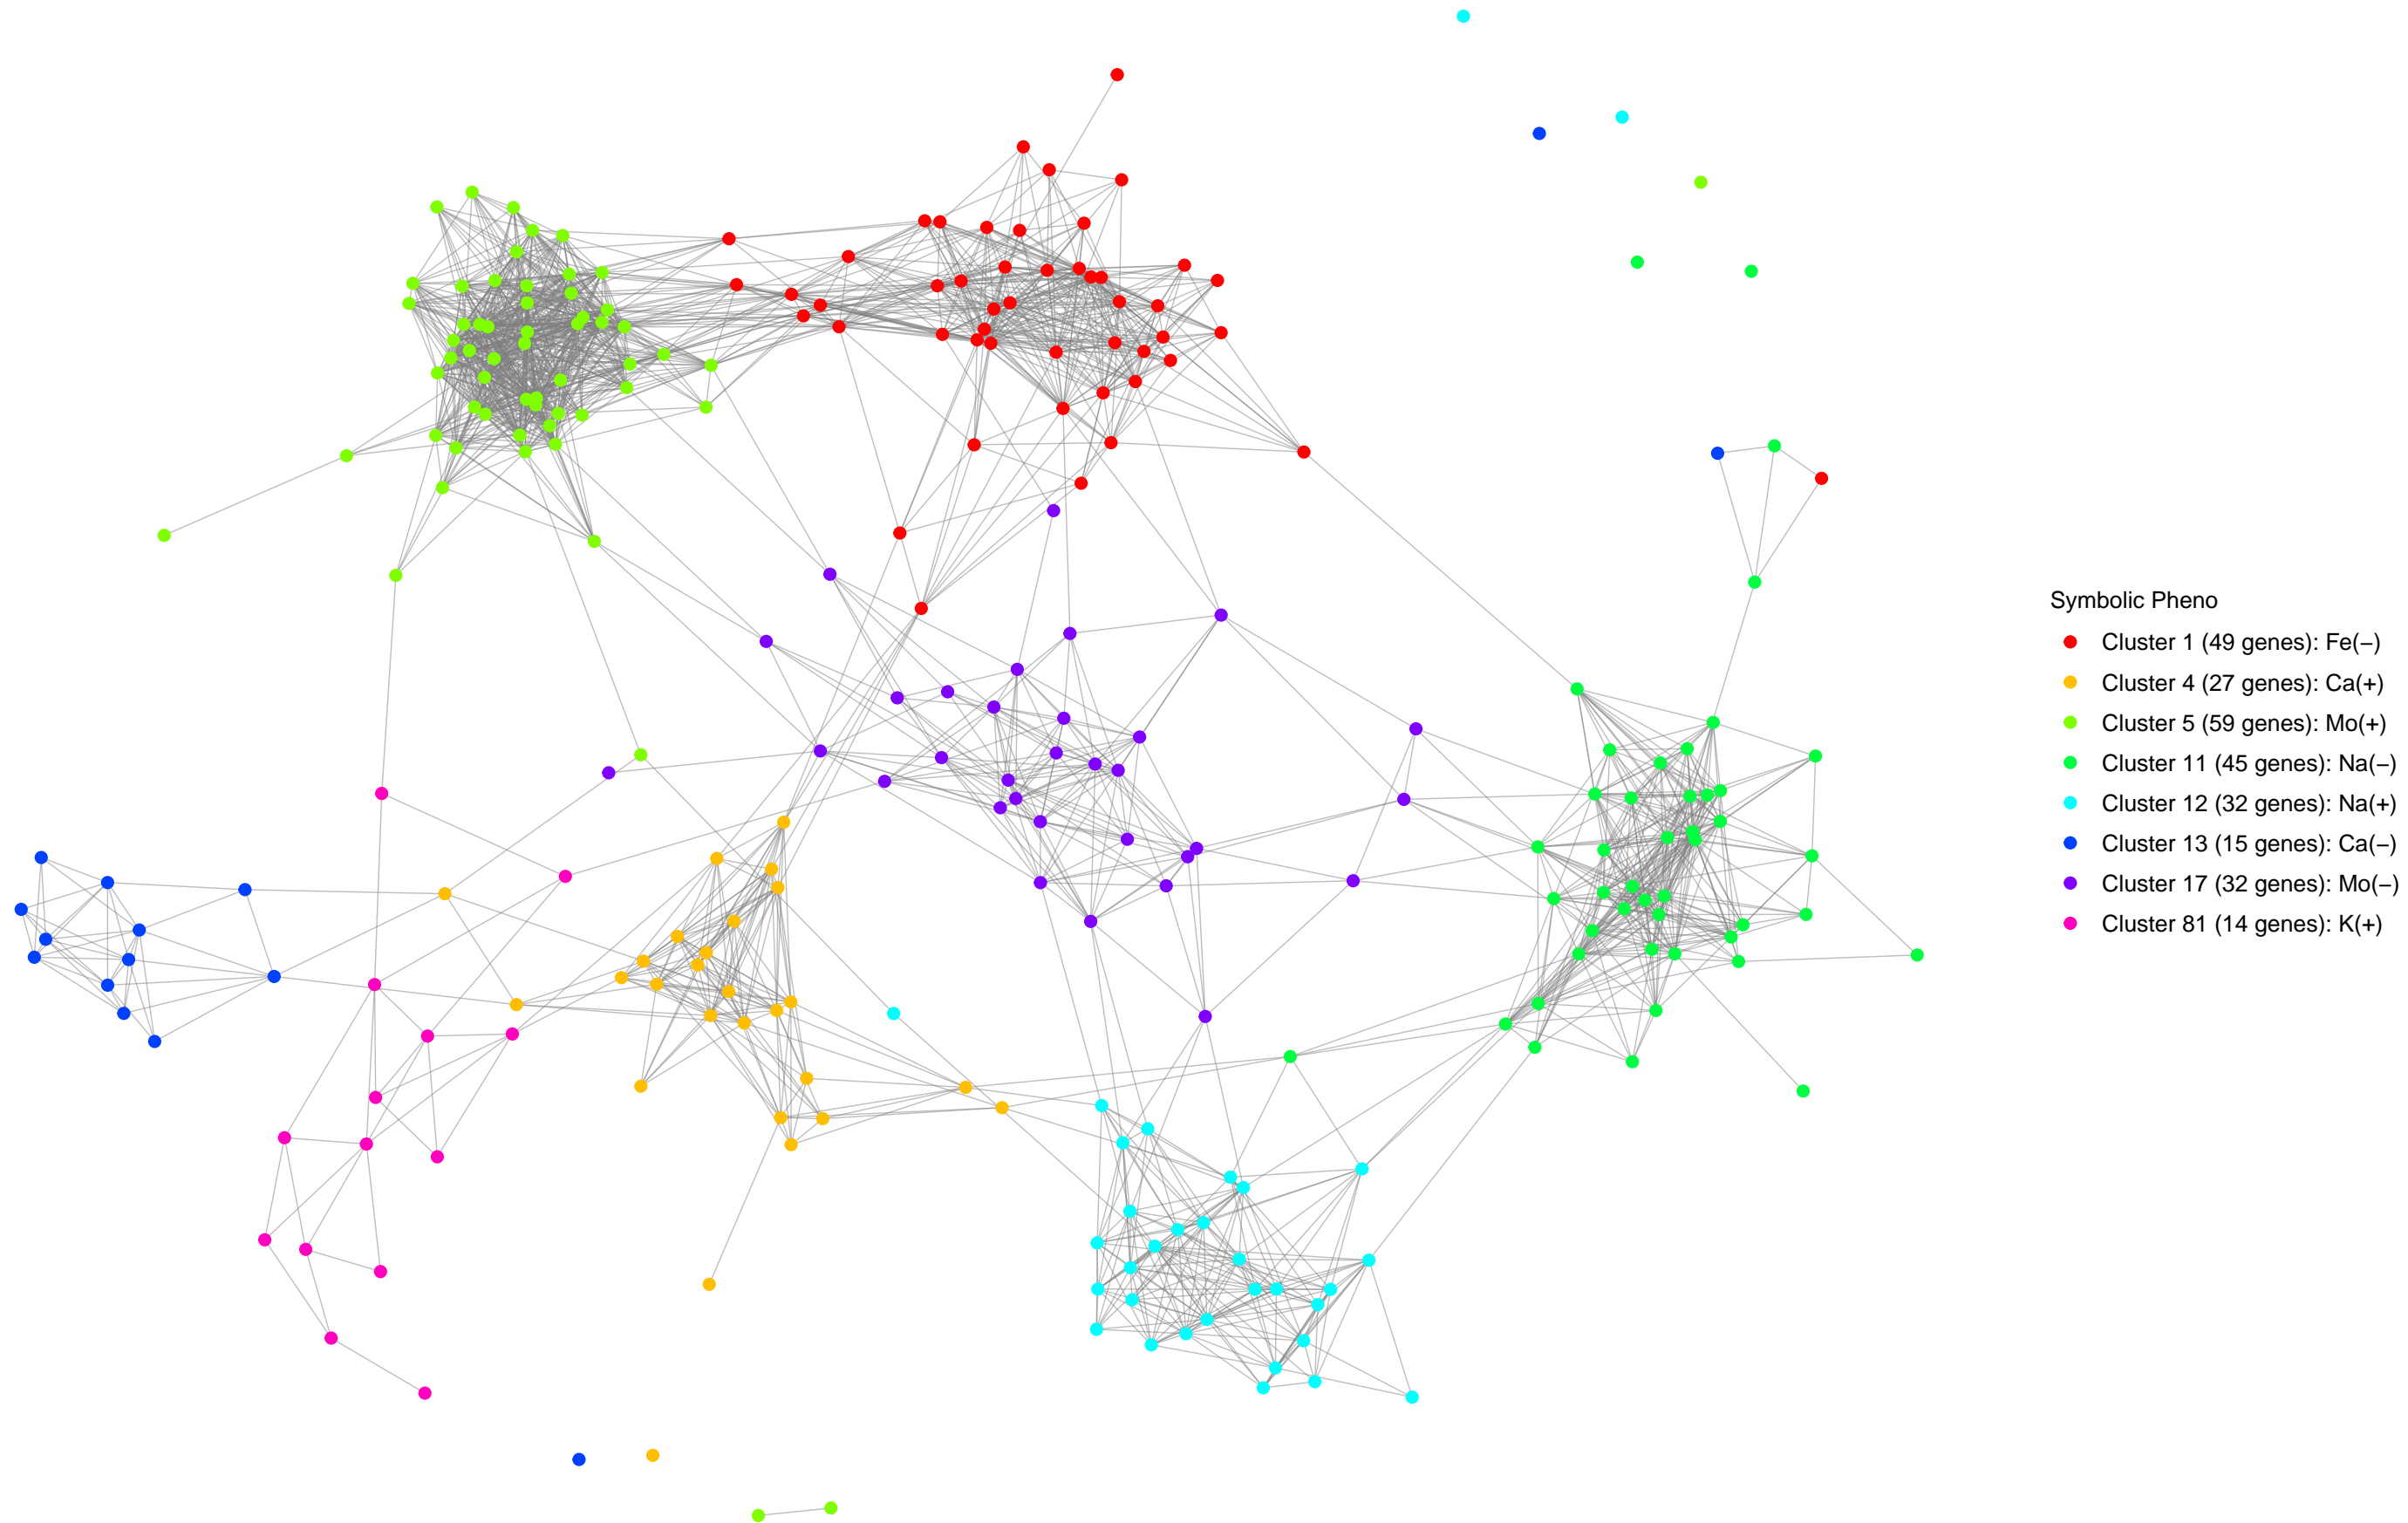 Symbolic Pheno
Cluster 1 (49 genes): Fe(−)
Cluster 4 (27 genes): Ca(+)
Cluster 5 (59 genes): Mo(+)
Cluster 11 (45 genes): Na(−)
Cluster 12 (32 genes): Na(+)
Cluster 13 (15 genes): Ca(−)
Cluster 17 (32 genes): Mo(−)
Cluster 81 (14 genes): K(+)